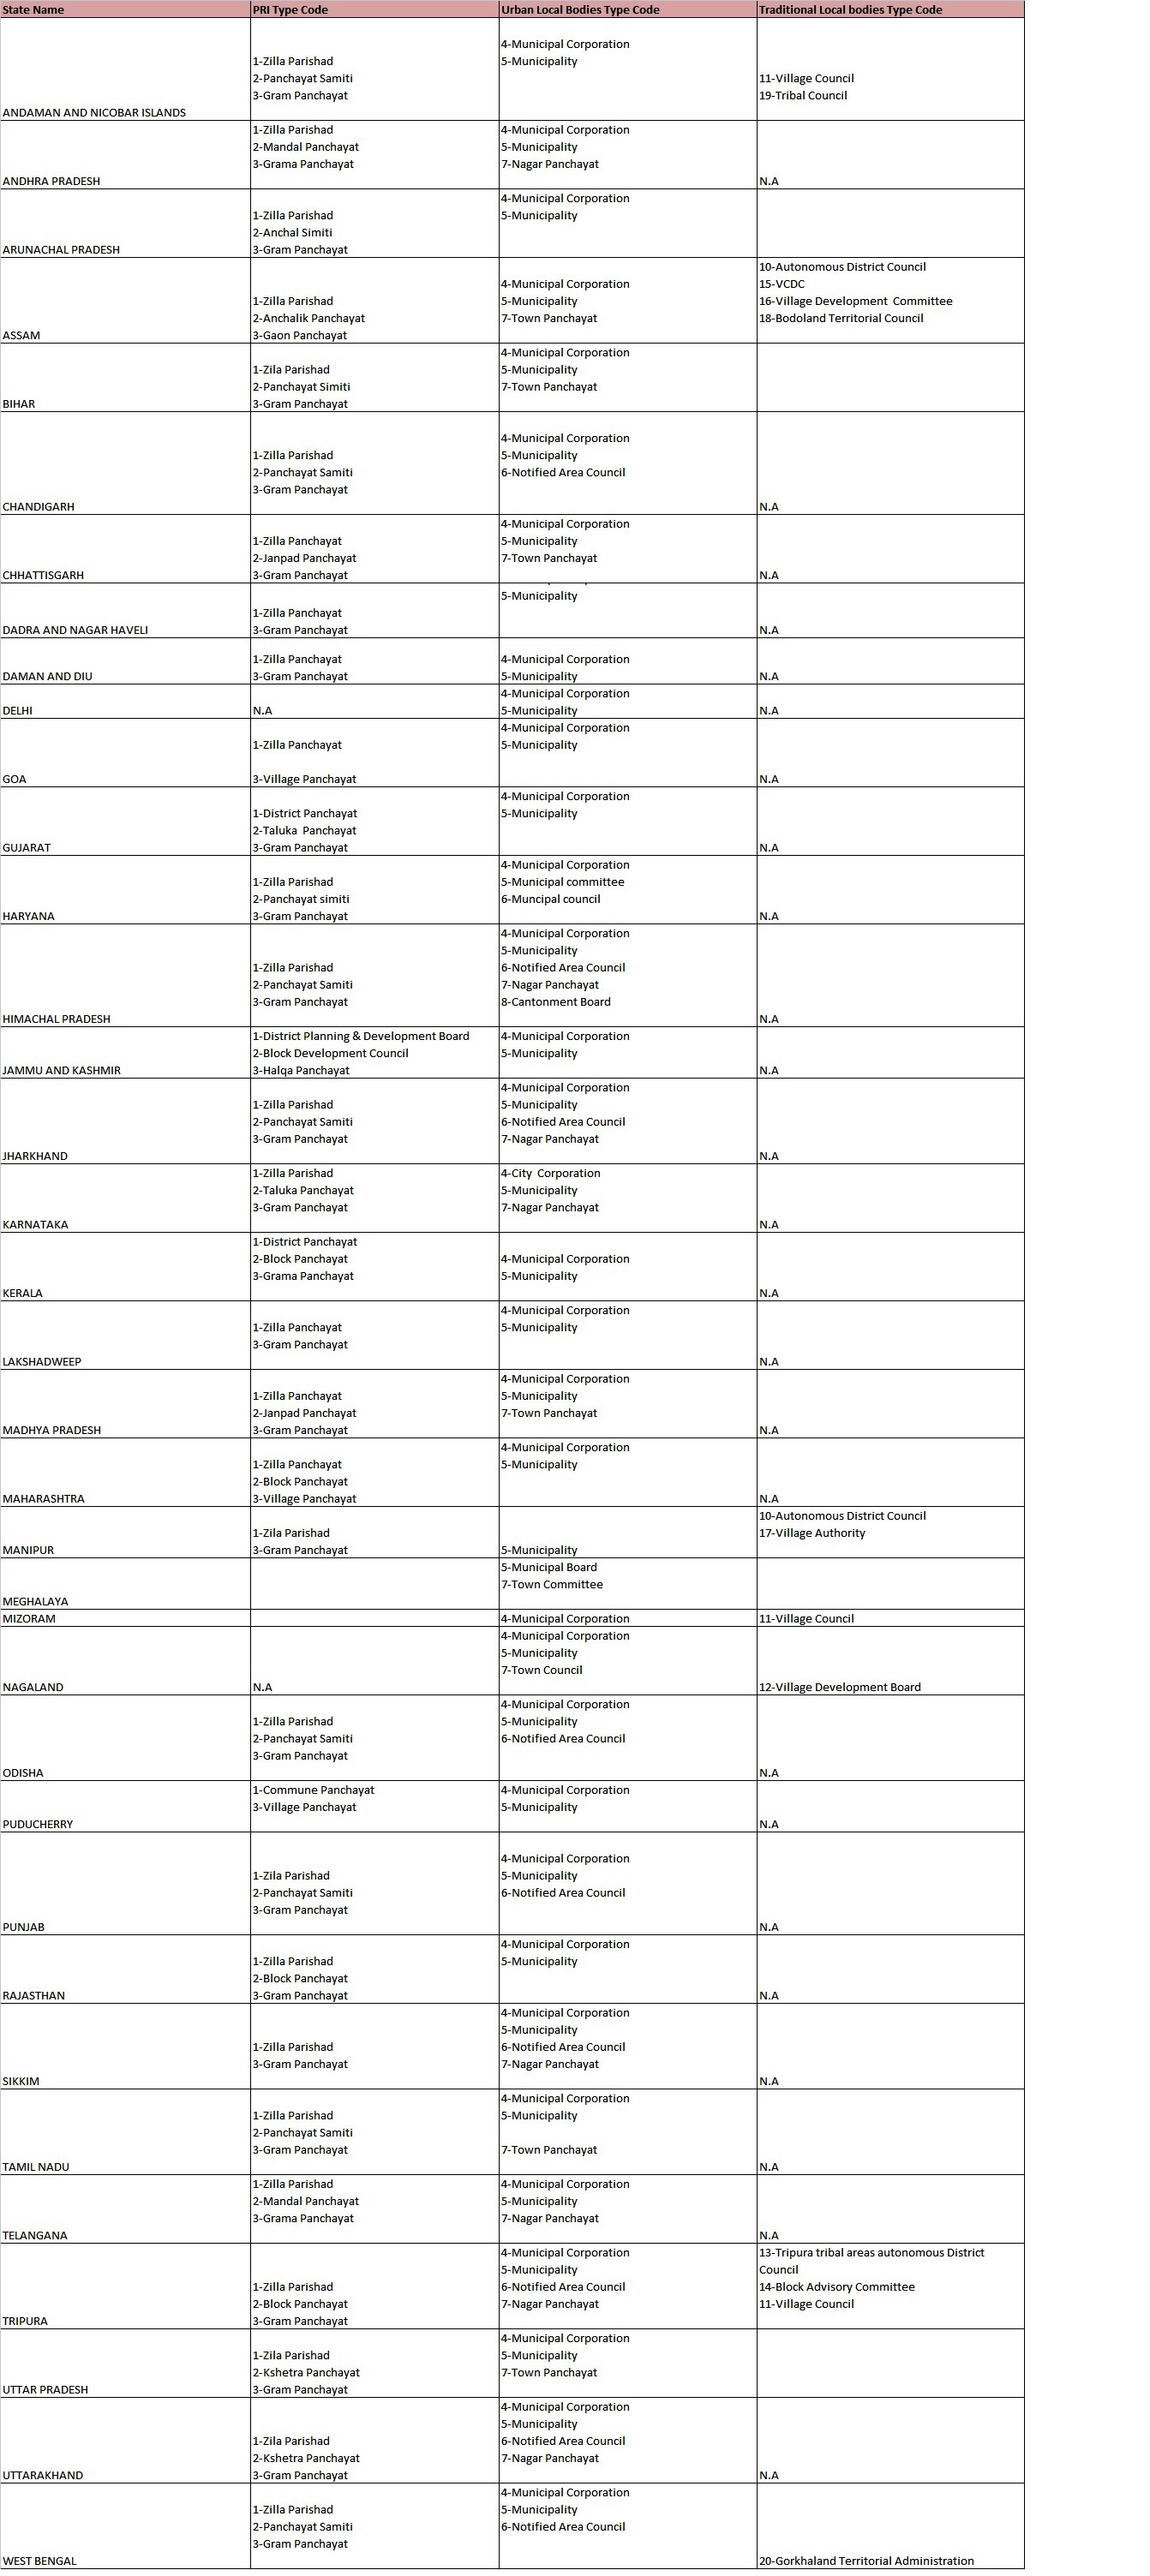 State Name PRI Type Code Urban Local Bodies Type Code Traditional Local bodies Type Code
4-Municipal Corporation
1-Zilla Parishad 5-Municipality
2-Panchayat Samiti 11-Village Council
3-Gram Panchayat 19-Tribal Council
ANDAMAN AND NICOBAR ISLANDS
1-Zilla Parishad 4-Municipal Corporation
2-Mandal Panchayat 5-Municipality
3-Grama Panchayat 7-Nagar Panchayat
ANDHRA PRADESH N.A
4-Municipal Corporation
1-Zilla Parishad 5-Municipality
2-Anchal Simiti
ARUNACHAL PRADESH 3-Gram Panchayat
10-Autonomous District Council
4-Municipal Corporation 15-VCDC
1-Zilla Parishad 5-Municipality 16-Village Development  Committee
2-Anchalik Panchayat 7-Town Panchayat 18-Bodoland Territorial Council
ASSAM 3-Gaon Panchayat
4-Municipal Corporation
1-Zila Parishad 5-Municipality
2-Panchayat Simiti 7-Town Panchayat
BIHAR 3-Gram Panchayat
4-Municipal Corporation
1-Zilla Parishad 5-Municipality
2-Panchayat Samiti 6-Notified Area Council
3-Gram Panchayat
CHANDIGARH N.A
4-Municipal Corporation
1-Zilla Panchayat 5-Municipality
2-Janpad Panchayat 7-Town Panchayat
CHHATTISGARH 3-Gram Panchayat N.A
5-Municipality
1-Zilla Panchayat
DADRA AND NAGAR HAVELI 3-Gram Panchayat N.A
1-Zilla Panchayat 4-Municipal Corporation
DAMAN AND DIU 3-Gram Panchayat 5-Municipality N.A
4-Municipal Corporation
DELHI N.A 5-Municipality N.A
4-Municipal Corporation
1-Zilla Panchayat 5-Municipality
GOA 3-Village Panchayat N.A
4-Municipal Corporation
1-District Panchayat 5-Municipality
2-Taluka  Panchayat
GUJARAT 3-Gram Panchayat N.A
4-Municipal Corporation
1-Zilla Parishad 5-Municipal committee
2-Panchayat simiti 6-Muncipal council
HARYANA 3-Gram Panchayat N.A
4-Municipal Corporation
5-Municipality
1-Zilla Parishad 6-Notified Area Council
2-Panchayat Samiti 7-Nagar Panchayat
3-Gram Panchayat 8-Cantonment Board
HIMACHAL PRADESH N.A
1-District Planning & Development Board 4-Municipal Corporation
2-Block Development Council 5-Municipality
JAMMU AND KASHMIR 3-Halqa Panchayat N.A
4-Municipal Corporation
1-Zilla Parishad 5-Municipality
2-Panchayat Samiti 6-Notified Area Council
3-Gram Panchayat 7-Nagar Panchayat
JHARKHAND N.A
1-Zilla Parishad 4-City  Corporation
2-Taluka Panchayat 5-Municipality
3-Gram Panchayat 7-Nagar Panchayat
KARNATAKA N.A
1-District Panchayat
2-Block Panchayat 4-Municipal Corporation
3-Grama Panchayat 5-Municipality
KERALA N.A
4-Municipal Corporation
1-Zilla Panchayat 5-Municipality
3-Gram Panchayat
LAKSHADWEEP N.A
4-Municipal Corporation
1-Zilla Panchayat 5-Municipality
2-Janpad Panchayat 7-Town Panchayat
MADHYA PRADESH 3-Gram Panchayat N.A
4-Municipal Corporation
1-Zilla Panchayat 5-Municipality
2-Block Panchayat
MAHARASHTRA 3-Village Panchayat N.A
10-Autonomous District Council
1-Zila Parishad 17-Village Authority
MANIPUR 3-Gram Panchayat 5-Municipality
5-Municipal Board
7-Town Committee
MEGHALAYA
MIZORAM 4-Municipal Corporation 11-Village Council
4-Municipal Corporation
5-Municipality
7-Town Council
NAGALAND N.A 12-Village Development Board
4-Municipal Corporation
1-Zilla Parishad 5-Municipality
2-Panchayat Samiti 6-Notified Area Council
3-Gram Panchayat
ODISHA N.A
1-Commune Panchayat 4-Municipal Corporation
3-Village Panchayat 5-Municipality
PUDUCHERRY N.A
4-Municipal Corporation
1-Zila Parishad 5-Municipality
2-Panchayat Samiti 6-Notified Area Council
3-Gram Panchayat
PUNJAB N.A
4-Municipal Corporation
1-Zilla Parishad 5-Municipality
2-Block Panchayat
RAJASTHAN 3-Gram Panchayat N.A
4-Municipal Corporation
5-Municipality
1-Zilla Parishad 6-Notified Area Council
3-Gram Panchayat 7-Nagar Panchayat
SIKKIM N.A
4-Municipal Corporation
1-Zilla Parishad 5-Municipality
2-Panchayat Samiti
3-Gram Panchayat 7-Town Panchayat
TAMIL NADU N.A
1-Zilla Parishad 4-Municipal Corporation
2-Mandal Panchayat 5-Municipality
3-Grama Panchayat 7-Nagar Panchayat
TELANGANA N.A
4-Municipal Corporation 13-Tripura tribal areas autonomous District
5-Municipality Council
1-Zilla Parishad 6-Notified Area Council 14-Block Advisory Committee
2-Block Panchayat 7-Nagar Panchayat 11-Village Council
TRIPURA 3-Gram Panchayat
4-Municipal Corporation
1-Zila Parishad 5-Municipality
2-Kshetra Panchayat 7-Town Panchayat
UTTAR PRADESH 3-Gram Panchayat
4-Municipal Corporation
5-Municipality
1-Zila Parishad 6-Notified Area Council
2-Kshetra Panchayat 7-Nagar Panchayat
UTTARAKHAND 3-Gram Panchayat N.A
4-Municipal Corporation
1-Zilla Parishad 5-Municipality
2-Panchayat Samiti 6-Notified Area Council
3-Gram Panchayat
WEST BENGAL 20-Gorkhaland Territorial Administration